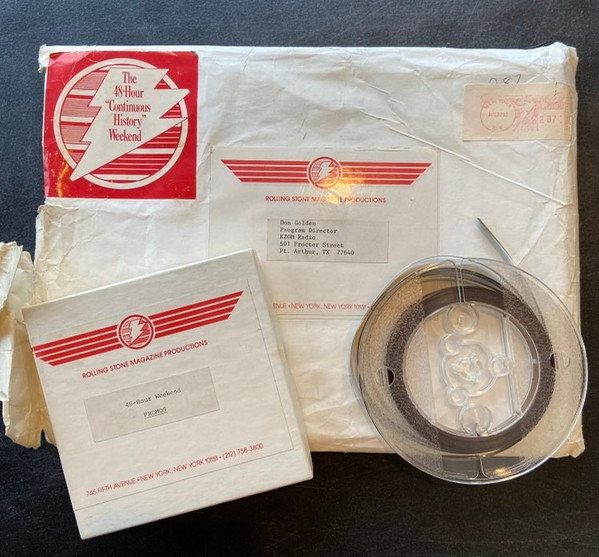 The
48-Hour
"Continuous
History"
Weekend
ROLLING STONE MAGAZINE PRODUCTIONS
Don Golden
Program Director
KZOM Radio
501 Procter Street
Pt. Arthur, TX 77640
AVENUE • NEW YORK, NEW YORK 10151 •
ROLLING STONE MAGAZINE PRODUCTIONS
48-Hour Weekend
PROMOS
745 FIFTH AVENUE • NEW YORK, NEW YORK 10151 • (212) 758-3800